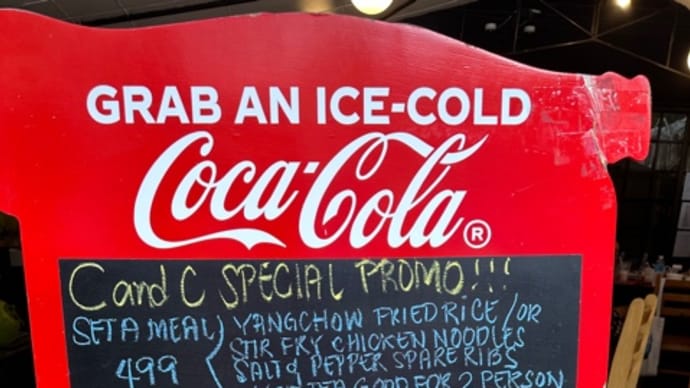 GRAB AN ICE-COLD
Coca-Cola ®
C and C SPECIAL PROMO!!!
SET A MEAL YANGCHOW FRIED RICE / OR
STIR FRY CHICKEN NOODLES
499 SALT & PEPPER SPARE RIBS
GOOD FOR 2 PERSON